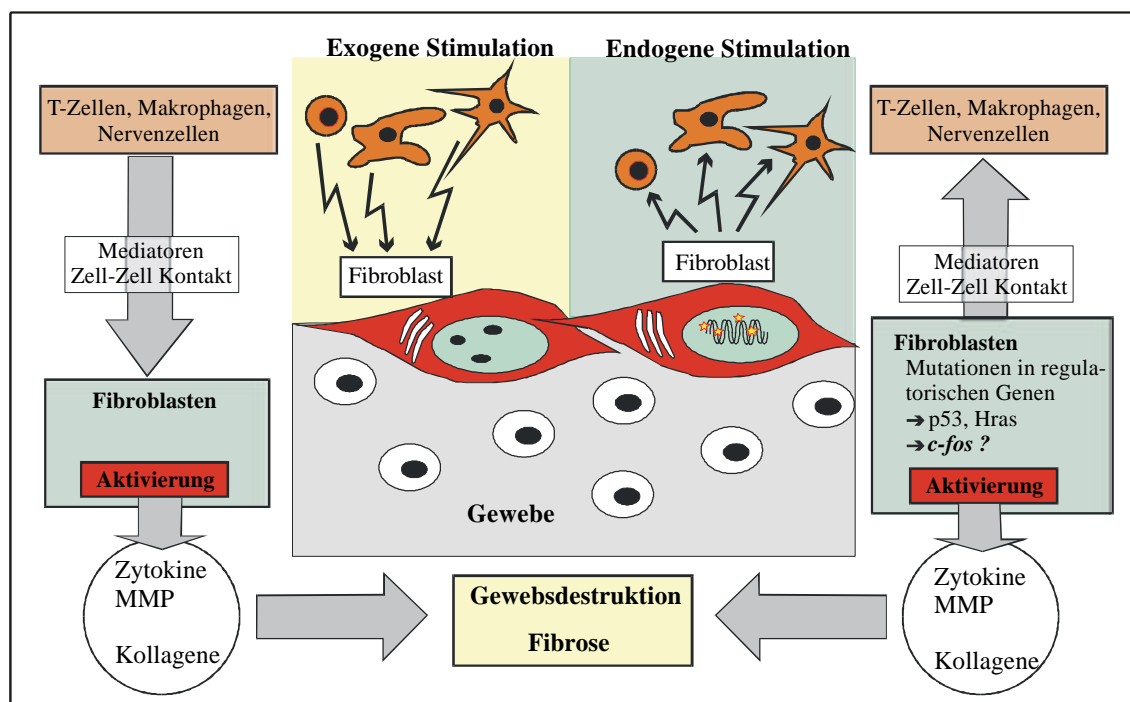 Exogene Stimulation
Endogene Stimulation
T-Zellen, Makrophagen,
Nervenzellen
Mediatoren
Zell-Zell Kontakt
Fibroblasten
Aktivierung
Zytokine
MMP
Kollagene
Fibroblast
Fibroblast
Gewebe
Gewebsdestruktion
Fibrose
T-Zellen, Makrophagen,
Nervenzellen
Mediatoren
Zell-Zell Kontakt
Fibroblasten
Mutationen in regula-
torischen Genen
➔ p53, Hras
➔ c-fos ?
Aktivierung
Zytokine
MMP
Kollagene